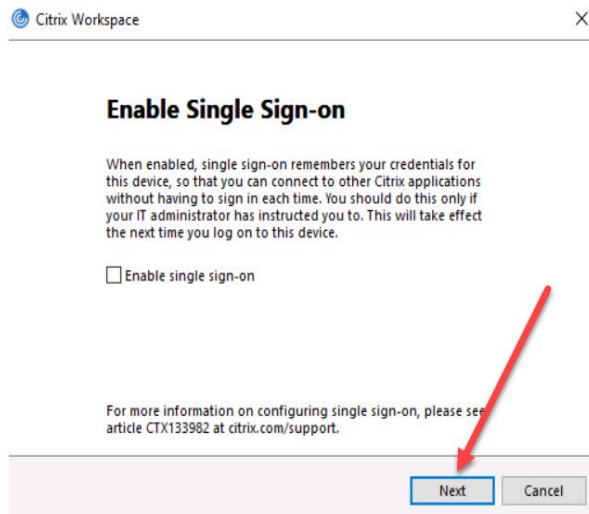 Citrix Workspace
Enable Single Sign-on
When enabled, single sign-on remembers your credentials for
this device, so that you can connect to other Citrix applications
without having to sign in each time. You should do this only if
your IT administrator has instructed you to. This will take effect
the next time you log on to this device.
Enable single sign-on
For more information on configuring single sign-on, please see
article CTX133982 at citrix.com/support.
Next
Cancel